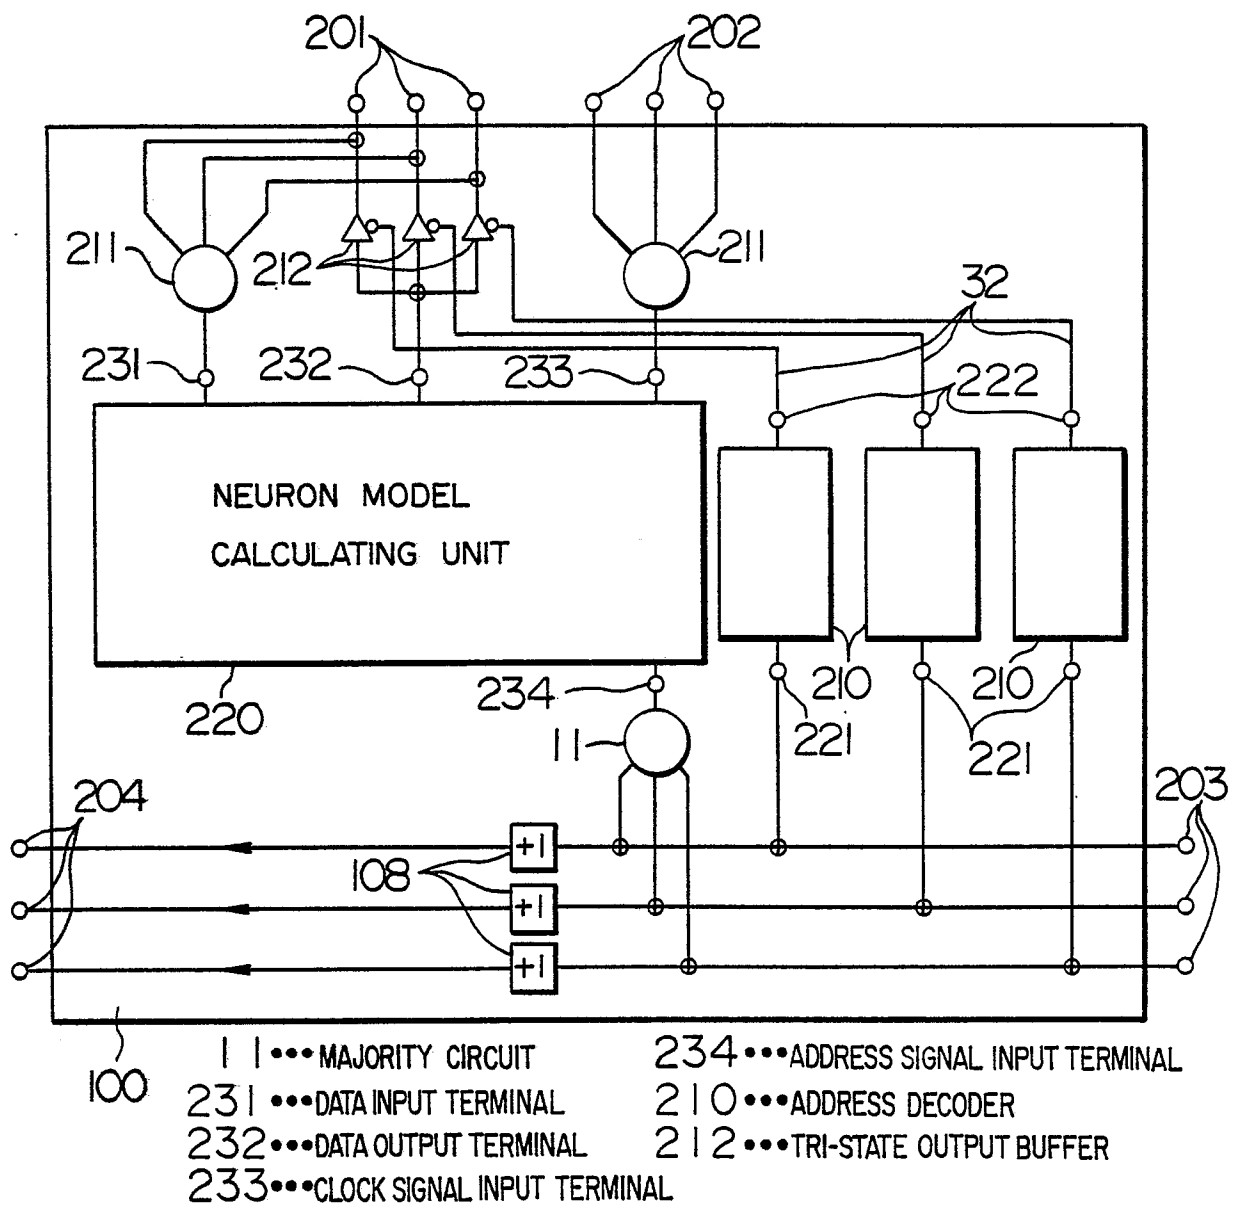 201 202
211 212 211
32
231 232 233
222
NEURON MODEL
CALCULATING UNIT
220 234 210 210
11 221 221
204 203
+1
108
+1
+1
100
11•••MAJORITY CIRCUIT
231•••DATA INPUT TERMINAL
232•••DATA OUTPUT TERMINAL
233•••CLOCK SIGNAL INPUT TERMINAL
234•••ADDRESS SIGNAL INPUT TERMINAL
210•••ADDRESS DECODER
212•••TRI-STATE OUTPUT BUFFER